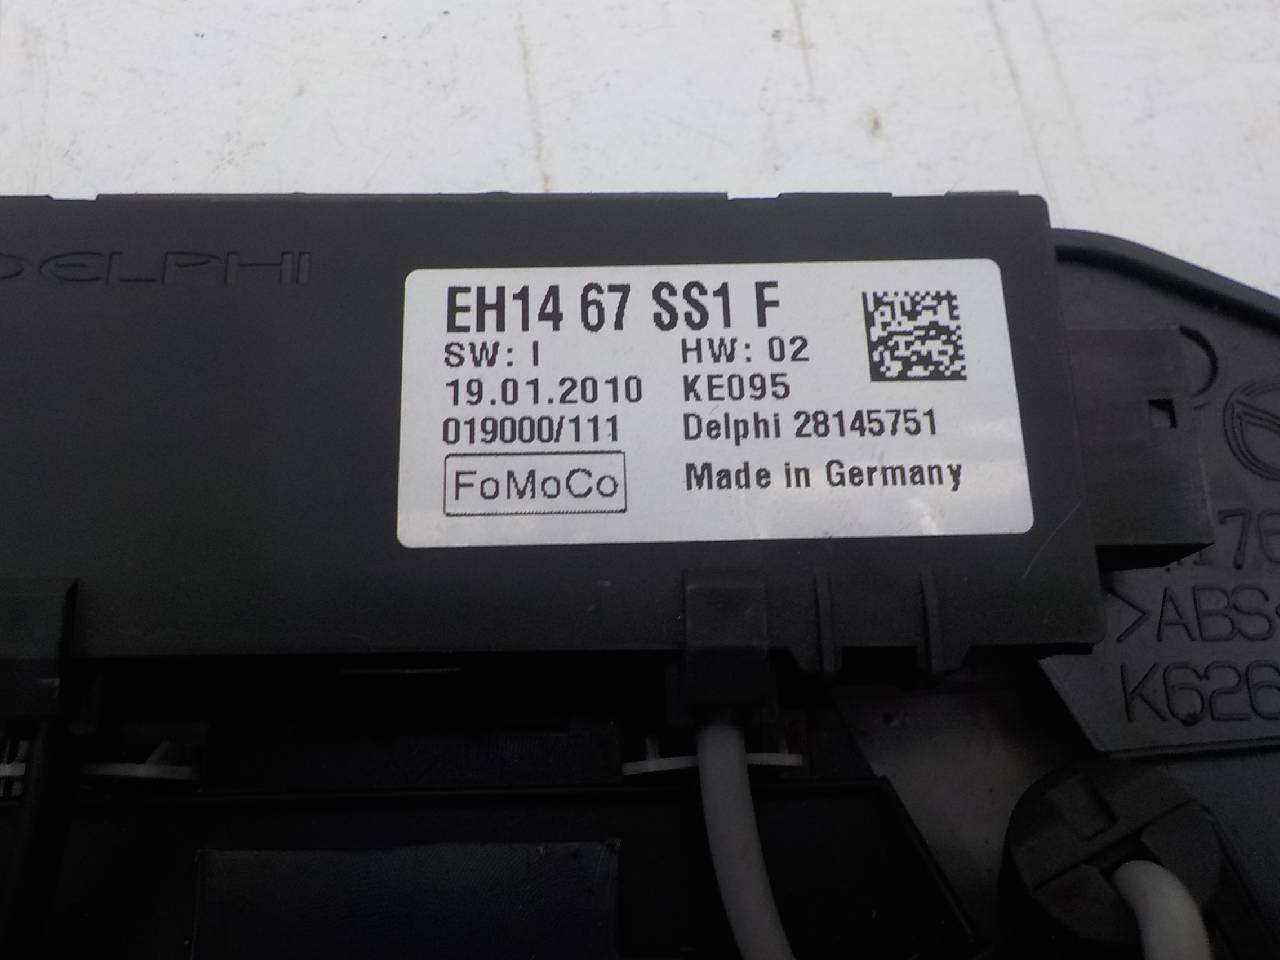 DELPHI
EH14 67 SS1 F
SW: I HW: 02
19.01.2010 KE095
019000/111 Delphi 28145751
FoMoCo Made in Germany
76
>ABS
K626